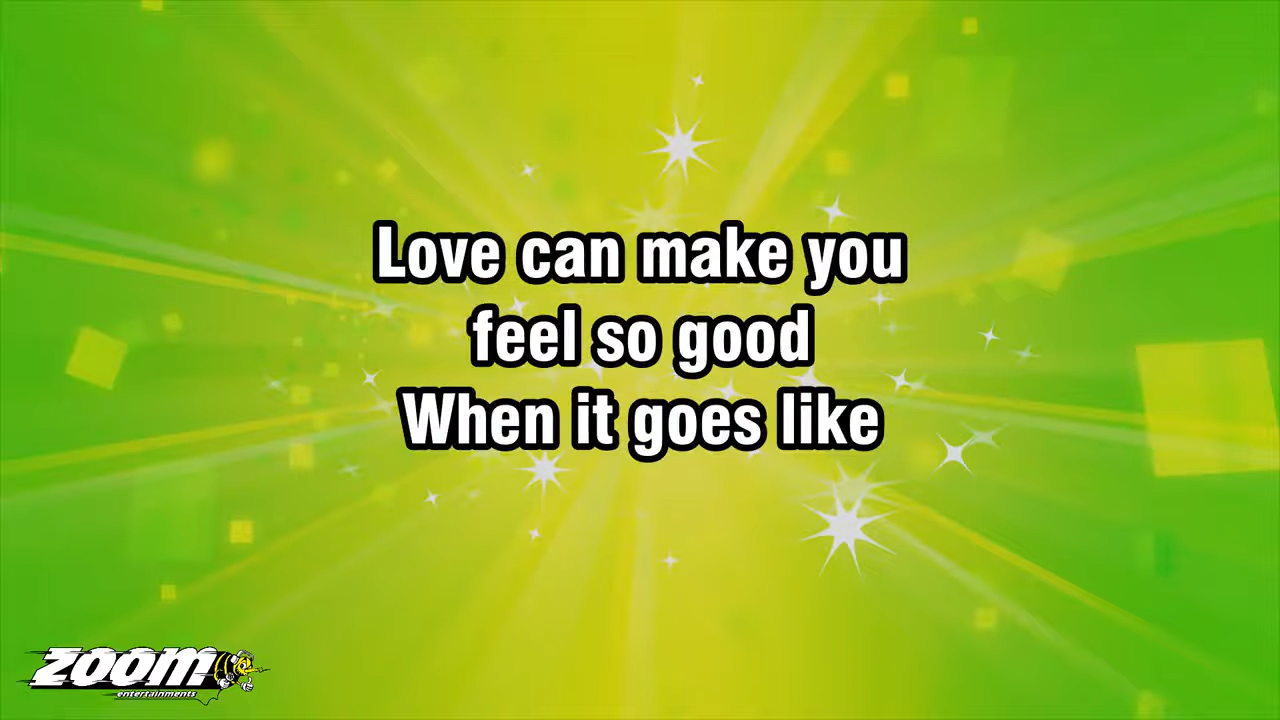 Love can make you
feel so good
When it goes like
ZOOM
entertainments